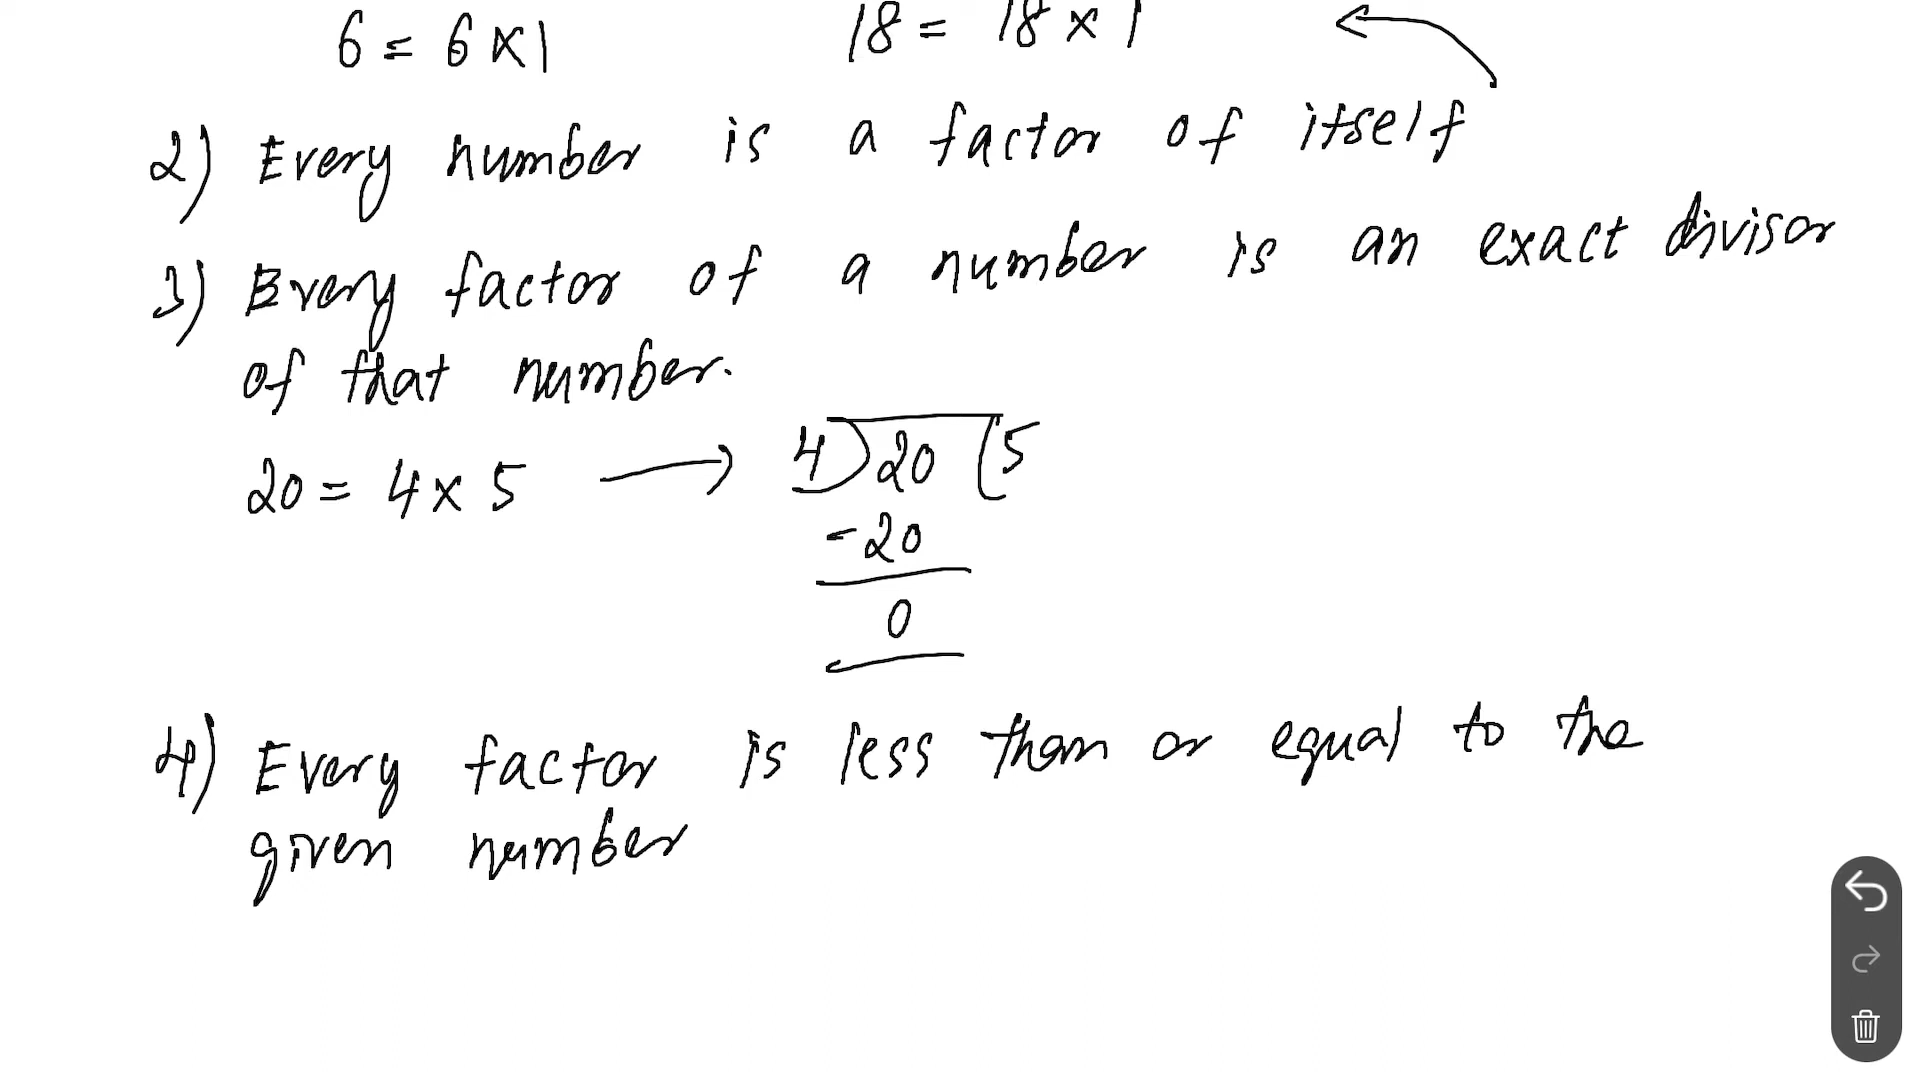 6 = 6 × 1 18 = 18 × 1
2) Every number is a factor of itself
3) Every factor of a number is an exact divisor
of that number.
20 = 4 × 5 → 4)20(5
-20
0
4) Every factor is less than or equal to the
given number